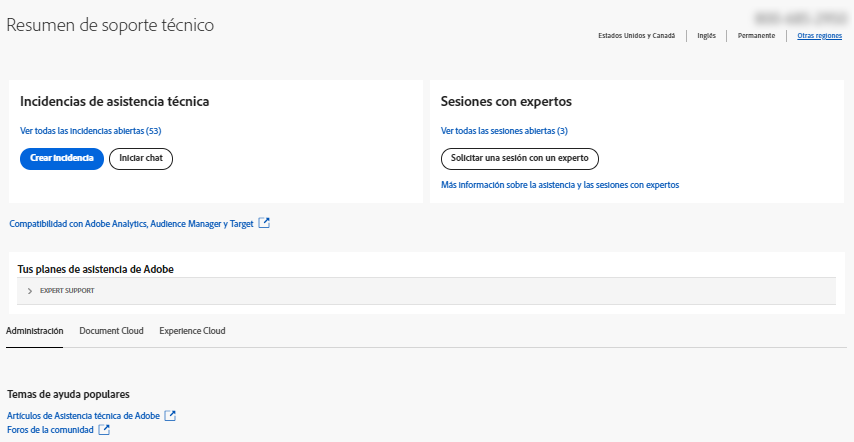 Resumen de soporte técnico
Estados Unidos y Canadá | Inglés | Permanente | Otras regiones
Incidencias de asistencia técnica
Ver todas las incidencias abiertas (53)
Crear incidencia
Iniciar chat
Sesiones con expertos
Ver todas las sesiones abiertas (3)
Solicitar una sesión con un experto
Más información sobre la asistencia y las sesiones con expertos
Compatibilidad con Adobe Analytics, Audience Manager y Target
Tus planes de asistencia de Adobe
EXPERT SUPPORT
Administración Document Cloud Experience Cloud
Temas de ayuda populares
Artículos de Asistencia técnica de Adobe
Foros de la comunidad